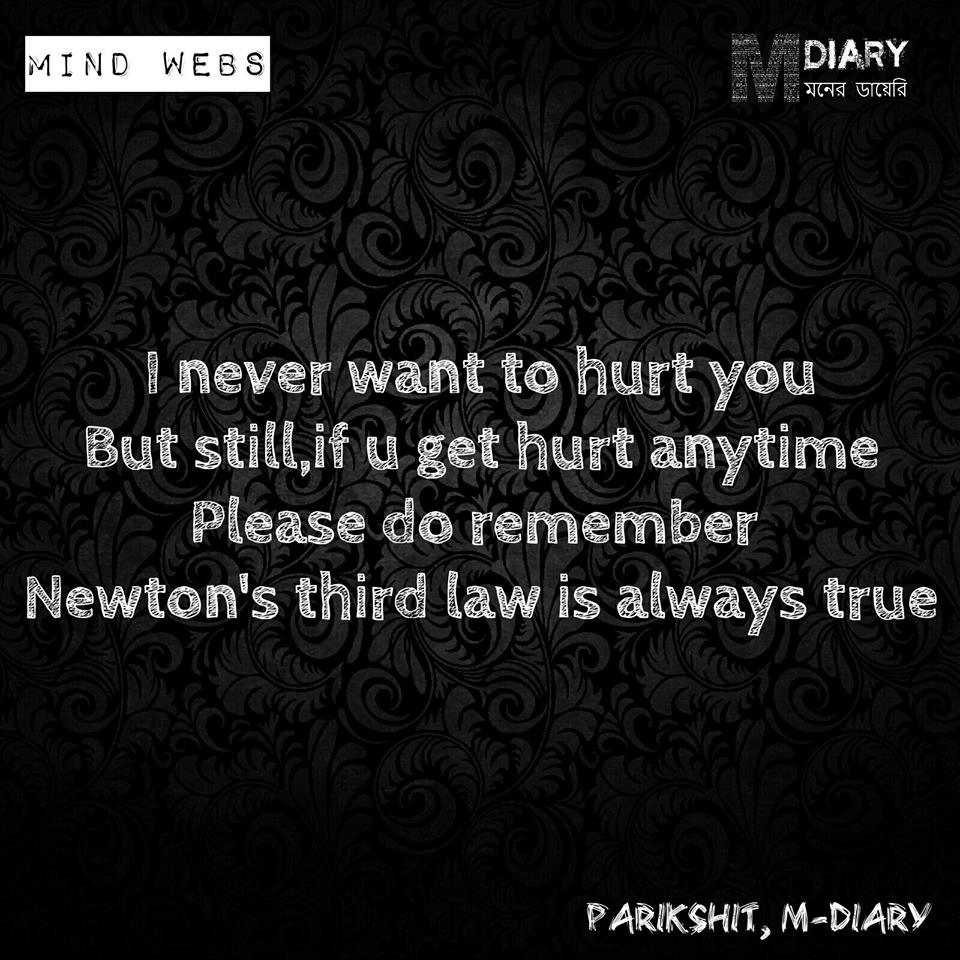 MIND WEBS
M DIARY
মনের ডায়েরি
I never want to hurt you
But still,if u get hurt anytime
Please do remember
Newton's third law is always true
PARIKSHIT, M-DIARY